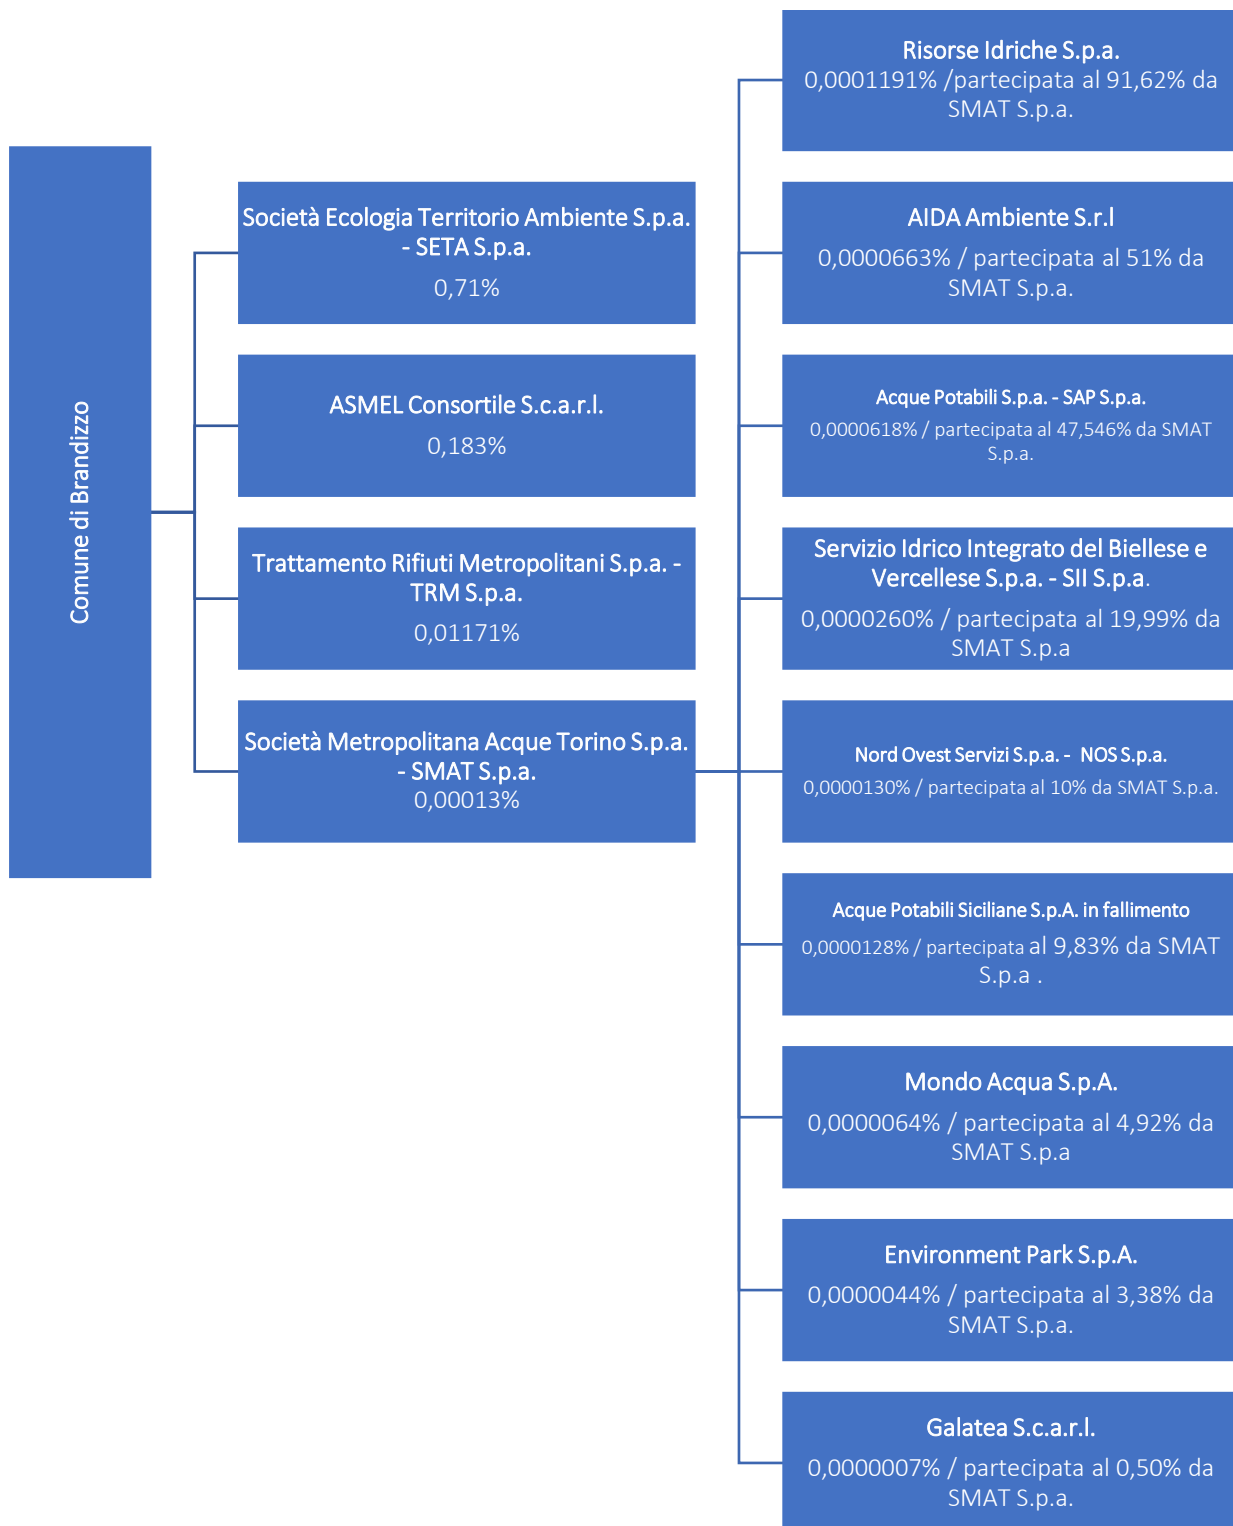 Comune di Brandizzo
Società Ecologia Territorio Ambiente S.p.a.
- SETA S.p.a.
0,71%
ASMEL Consortile S.c.a.r.l.
0,183%
Trattamento Rifiuti Metropolitani S.p.a. -
TRM S.p.a.
0,01171%
Società Metropolitana Acque Torino S.p.a.
- SMAT S.p.a.
0,00013%
Risorse Idriche S.p.a.
0,0001191% /partecipata al 91,62% da
SMAT S.p.a.
AIDA Ambiente S.r.l
0,0000663% / partecipata al 51% da
SMAT S.p.a.
Acque Potabili S.p.a. - SAP S.p.a.
0,0000618% / partecipata al 47,546% da SMAT
S.p.a.
Servizio Idrico Integrato del Biellese e
Vercellese S.p.a. - SII S.p.a.
0,0000260% / partecipata al 19,99% da
SMAT S.p.a
Nord Ovest Servizi S.p.a. - NOS S.p.a.
0,0000130% / partecipata al 10% da SMAT S.p.a.
Acque Potabili Siciliane S.p.A. in fallimento
0,0000128% / partecipata al 9,83% da SMAT
S.p.a .
Mondo Acqua S.p.A.
0,0000064% / partecipata al 4,92% da
SMAT S.p.a
Environment Park S.p.A.
0,0000044% / partecipata al 3,38% da
SMAT S.p.a.
Galatea S.c.a.r.l.
0,0000007% / partecipata al 0,50% da
SMAT S.p.a.